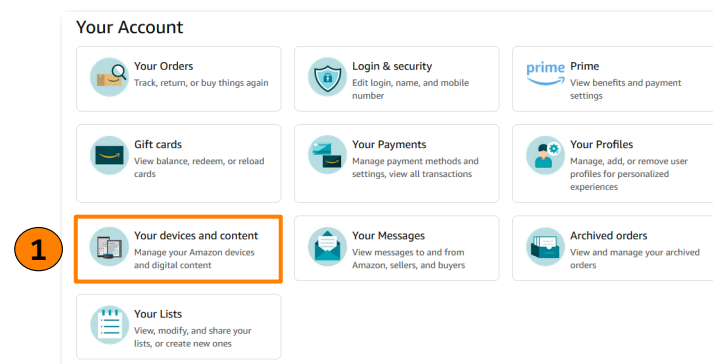 Your Account
Your Orders
Track, return, or buy things again
Login & security
Edit login, name, and mobile
number
prime
Prime
View benefits and payment
settings
Gift cards
View balance, redeem, or reload
cards
Your Payments
Manage payment methods and
settings, view all transactions
Your Profiles
Manage, add, or remove user
profiles for personalized
experiences
1
Your devices and content
Manage your Amazon devices
and digital content
Your Messages
View messages to and from
Amazon, sellers, and buyers
Archived orders
View and manage your archived
orders
Your Lists
View, modify, and share your
lists, or create new ones